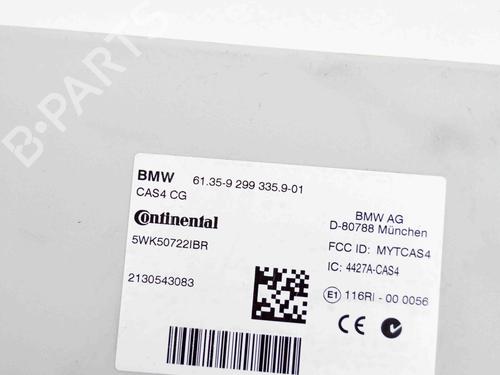 B-PARTS
BMW 61.35-9 299 335.9-01
CAS4 CG
Continental
5WK50722IBR
2130543083
BMW AG
D-80788 München
FCC ID: MYTCAS4
IC: 4427A-CAS4
E1 116RI - 00 0056
CE